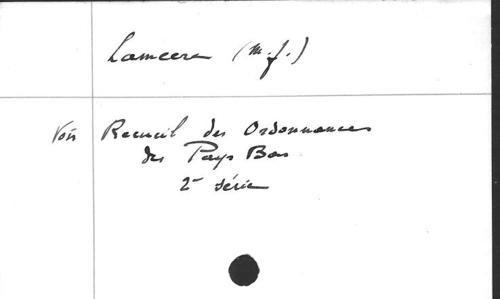 Lameere (M. J.)
Voir Recueil des Ordonnances
des Pays Bas
2e série